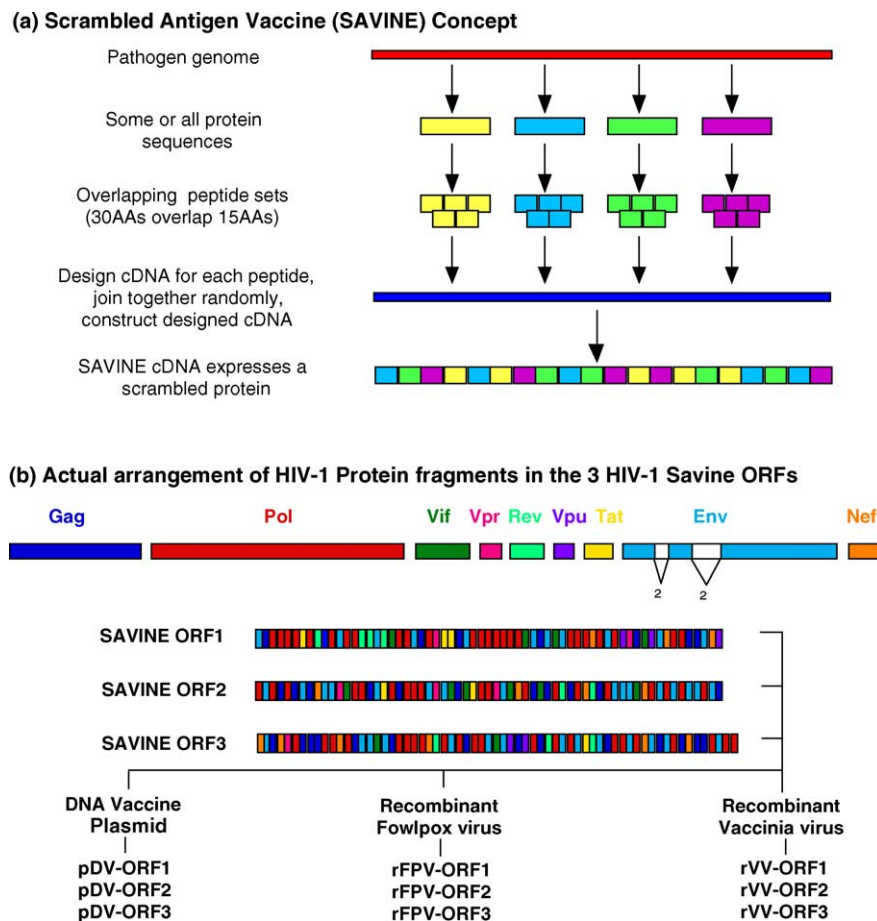 (a) Scrambled Antigen Vaccine (SAVINE) Concept
Pathogen genome
Some or all protein
sequences
Overlapping peptide sets
(30AAs overlap 15AAs)
Design cDNA for each peptide,
join together randomly,
construct designed cDNA
SAVINE cDNA expresses a
scrambled protein
(b) Actual arrangement of HIV-1 Protein fragments in the 3 HIV-1 Savine ORFs
Gag Pol Vif Vpr Rev Vpu Tat Env Nef
2 2
SAVINE ORF1
SAVINE ORF2
SAVINE ORF3
DNA Vaccine
Plasmid
pDV-ORF1
pDV-ORF2
pDV-ORF3
Recombinant
Fowlpox virus
rFPV-ORF1
rFPV-ORF2
rFPV-ORF3
Recombinant
Vaccinia virus
rVV-ORF1
rVV-ORF2
rVV-ORF3